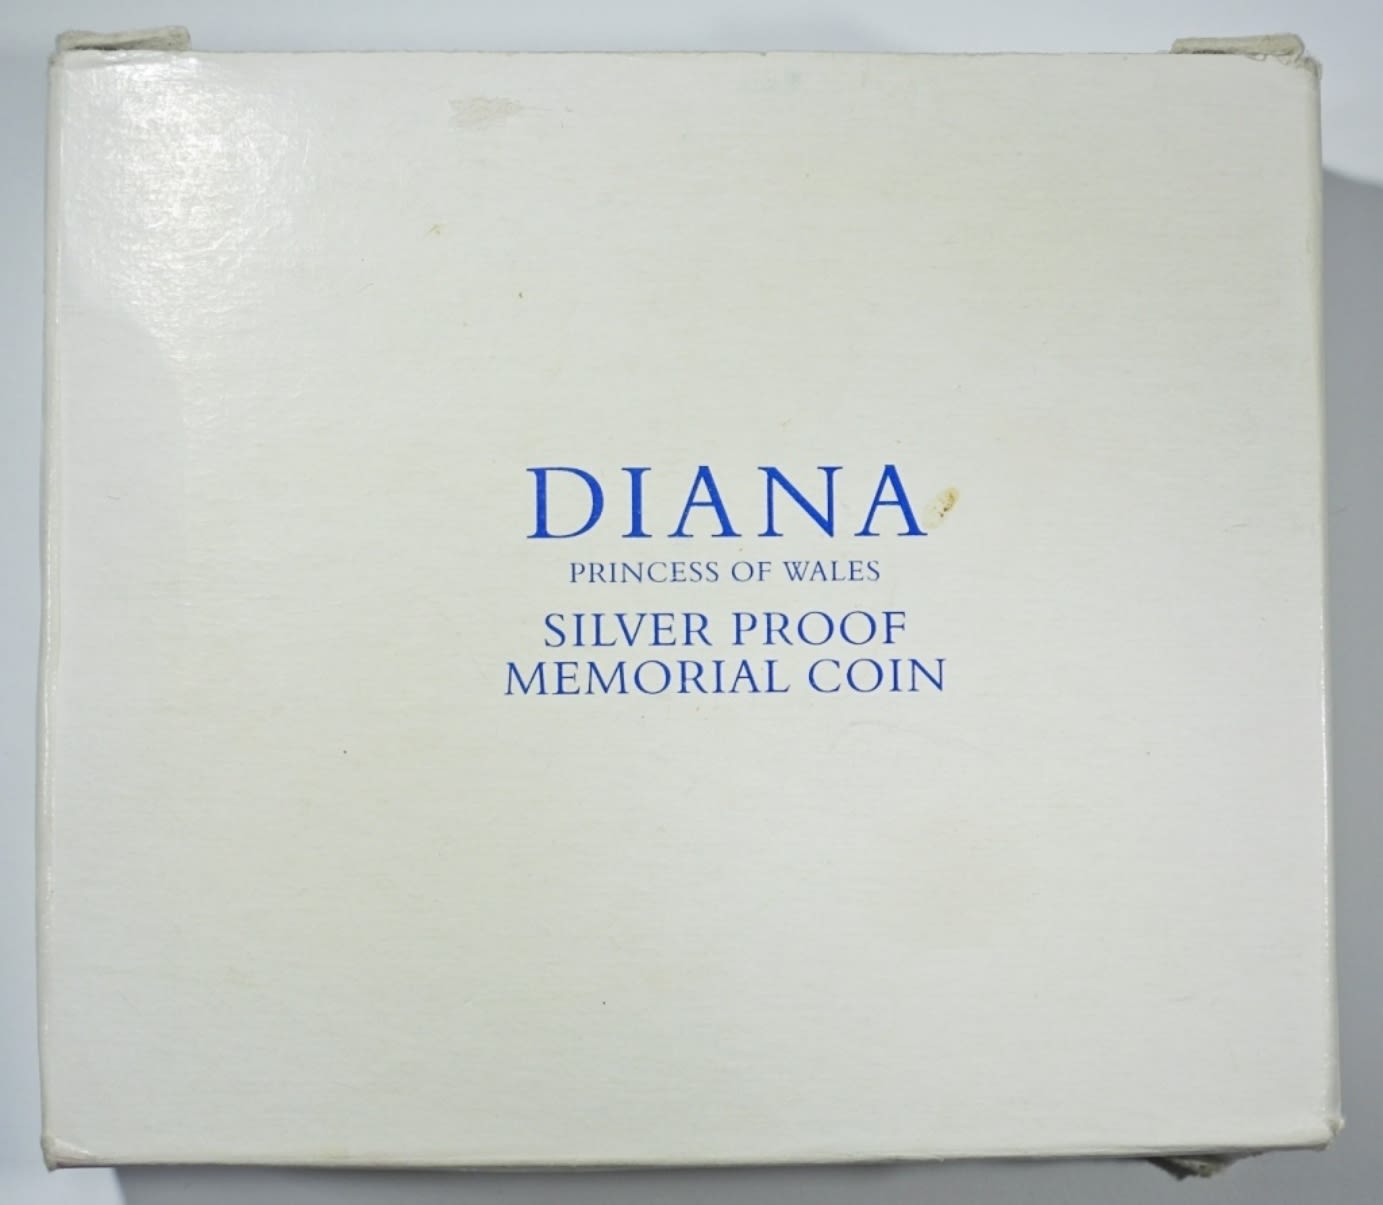 DIANA
PRINCESS OF WALES
SILVER PROOF
MEMORIAL COIN